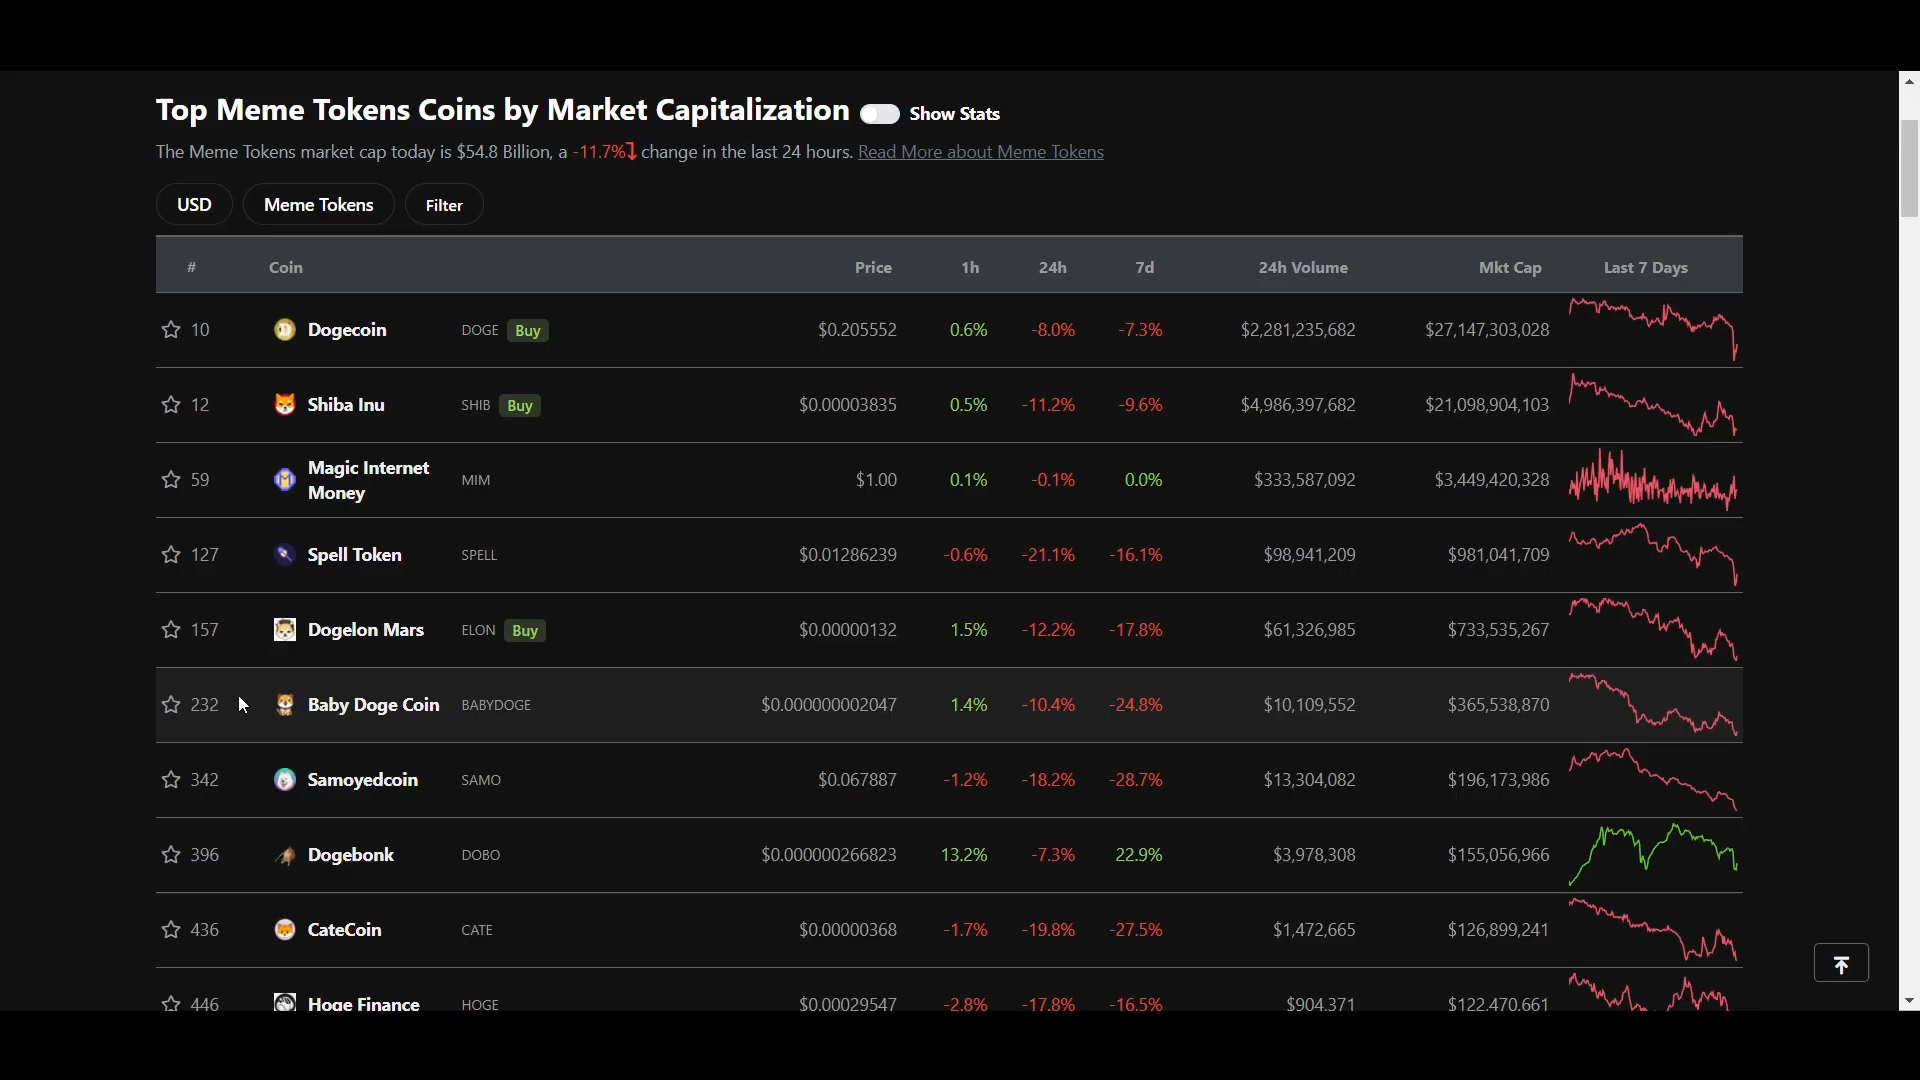 Top Meme Tokens Coins by Market Capitalization Show Stats
The Meme Tokens market cap today is $54.8 Billion, a -11.7% change in the last 24 hours. Read More about Meme Tokens
USD Meme Tokens Filter
# Coin Price 1h 24h 7d 24h Volume Mkt Cap Last 7 Days
10 Dogecoin DOGE Buy $0.205552 0.6% -8.0% -7.3% $2,281,235,682 $27,147,303,028
12 Shiba Inu SHIB Buy $0.00003835 0.5% -11.2% -9.6% $4,986,397,682 $21,098,904,103
59 Magic Internet Money MIM $1.00 0.1% -0.1% 0.0% $333,587,092 $3,449,420,328
127 Spell Token SPELL $0.01286239 -0.6% -21.1% -16.1% $98,941,209 $981,041,709
157 Dogelon Mars ELON Buy $0.00000132 1.5% -12.2% -17.8% $61,326,985 $733,535,267
232 Baby Doge Coin BABYDOGE $0.000000002047 1.4% -10.4% -24.8% $10,109,552 $365,538,870
342 Samoyedcoin SAMO $0.067887 -1.2% -18.2% -28.7% $13,304,082 $196,173,986
396 Dogebonk DOBO $0.000000266823 13.2% -7.3% 22.9% $3,978,308 $155,056,966
436 CateCoin CATE $0.00000368 -1.7% -19.8% -27.5% $1,472,665 $126,899,241
446 Hoge Finance HOGE $0.00029547 -2.8% -17.8% -16.5% $904,371 $122,470,661